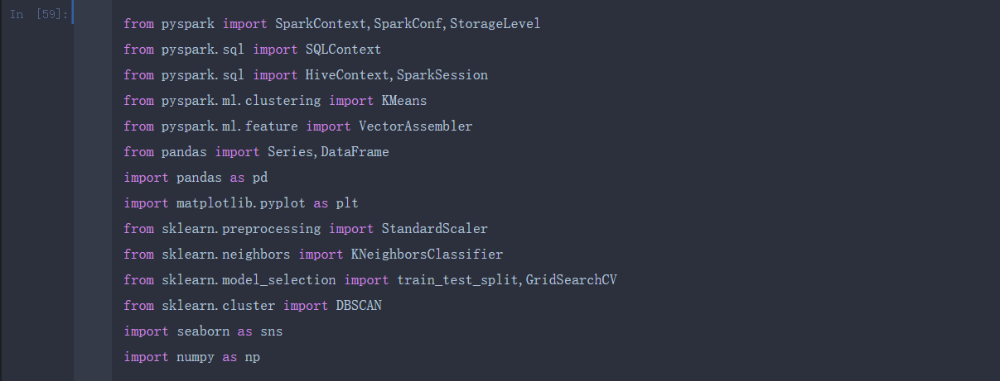 In [59]:
from pyspark import SparkContext,SparkConf,StorageLevel
from pyspark.sql import SQLContext
from pyspark.sql import HiveContext,SparkSession
from pyspark.ml.clustering import KMeans
from pyspark.ml.feature import VectorAssembler
from pandas import Series,DataFrame
import pandas as pd
import matplotlib.pyplot as plt
from sklearn.preprocessing import StandardScaler
from sklearn.neighbors import KNeighborsClassifier
from sklearn.model_selection import train_test_split,GridSearchCV
from sklearn.cluster import DBSCAN
import seaborn as sns
import numpy as np